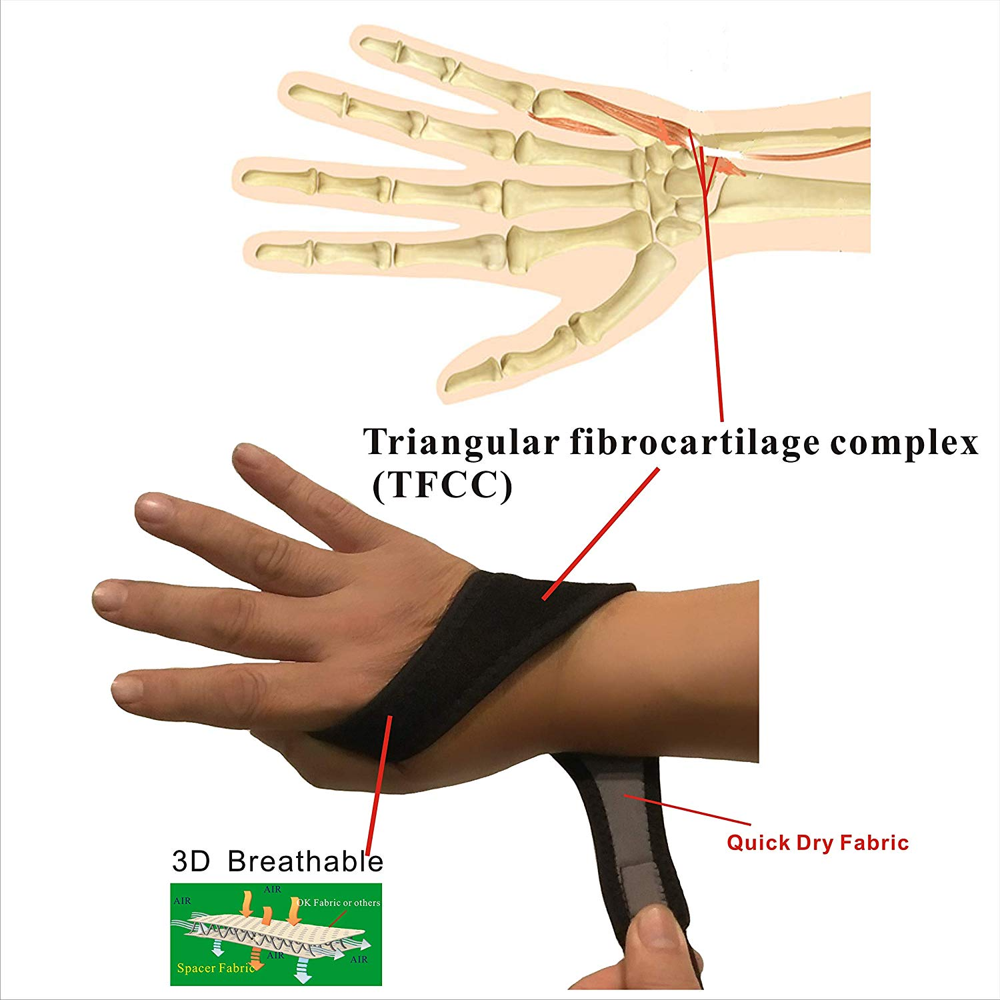 Triangular fibrocartilage complex
(TFCC)
Quick Dry Fabric
3D Breathable
AIR
AIR
OK Fabric or others
AIR
AIR
Spacer Fabric